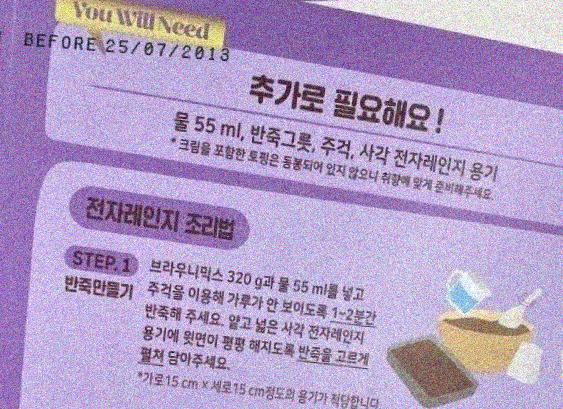 You Will Need
BEFORE 25/07/2013
추가로 필요해요!
물 55 ml, 반죽그릇, 주걱, 사각 전자레인지 용기
* 크림을 포함한 토핑은 동봉되어 있지 않으니 취향에 맞게 준비해주세요.
전자레인지 조리법
STEP. 1
반죽만들기
브라우니믹스 320 g과 물 55 ml를 넣고
주걱을 이용해 가루가 안 보이도록 1~2분간
반죽해 주세요. 얇고 넓은 사각 전자레인지
용기에 윗면이 평평 해지도록 반죽을 고르게
펼쳐 담아주세요.
*가로 15 cm × 세로 15 cm정도의 용기가 적당합니다